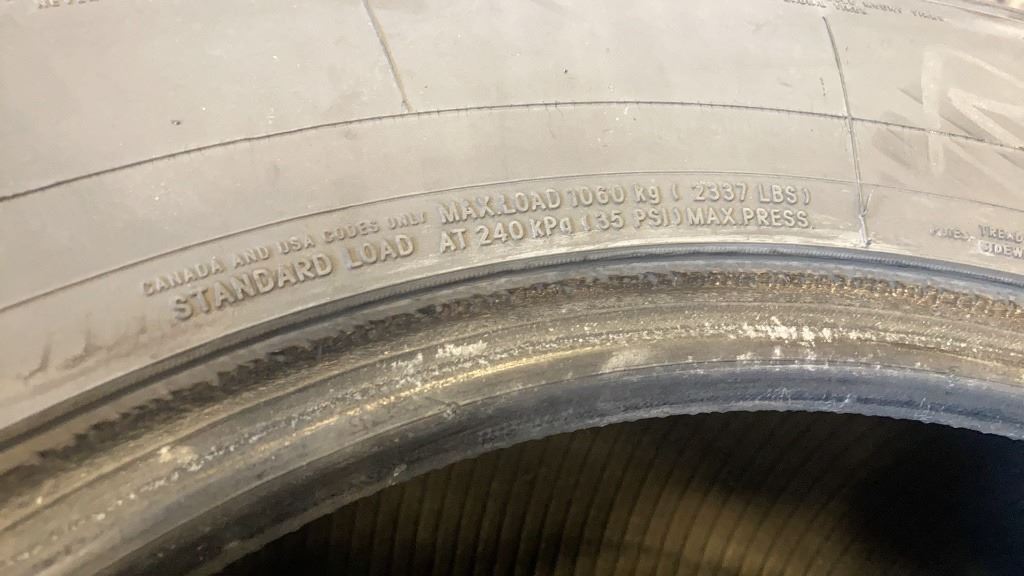 CANADA AND USA CODES ONLY MAX.LOAD 1060 kg ( 2337 LBS)
STANDARD LOAD AT 240 kPa (35 PSI) MAX.PRESS.